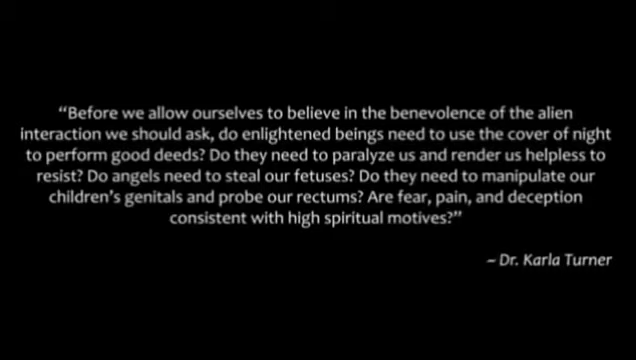 “Before we allow ourselves to believe in the benevolence of the alien
interaction we should ask, do enlightened beings need to use the cover of night
to perform good deeds? Do they need to paralyze us and render us helpless to
resist? Do angels need to steal our fetuses? Do they need to manipulate our
children’s genitals and probe our rectums? Are fear, pain, and deception
consistent with high spiritual motives?”
~ Dr. Karla Turner